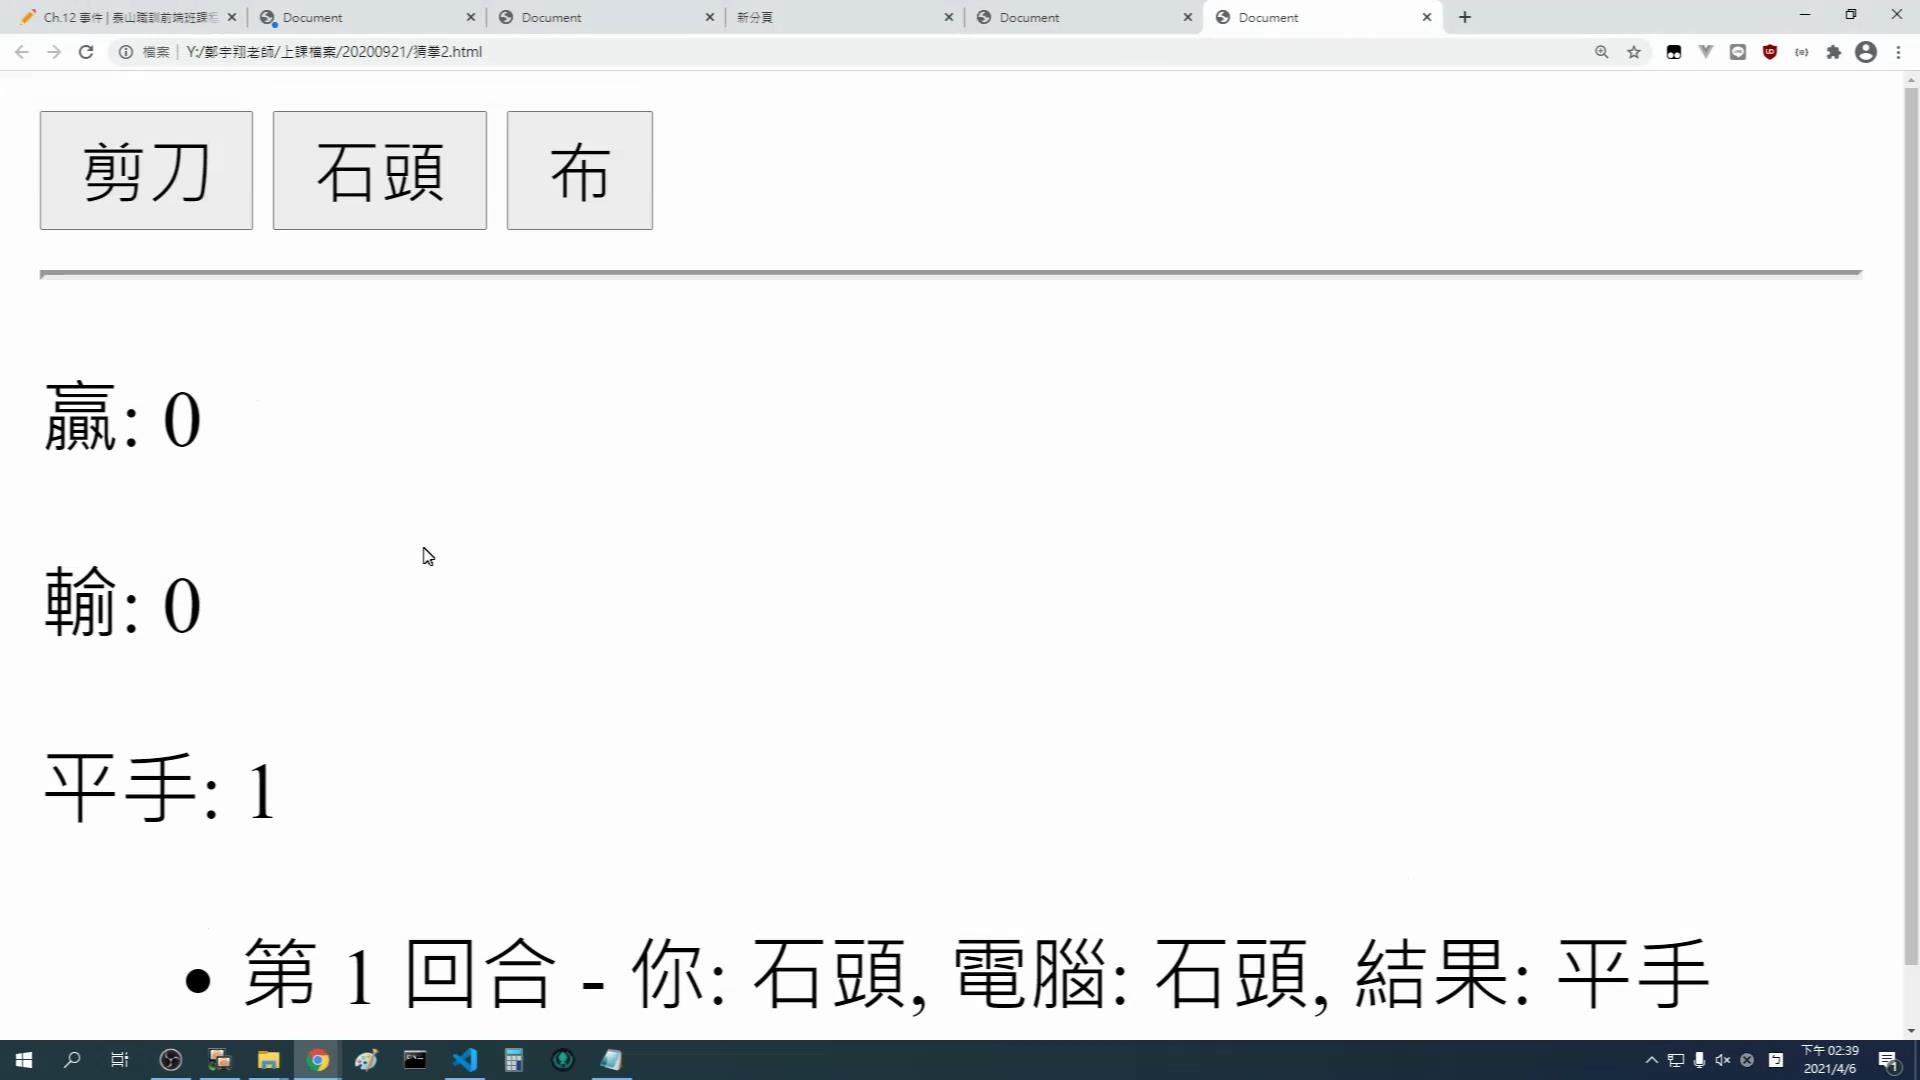 Ch.12 事件 | 泰山職訓前端班課程
Document
Document
新分頁
Document
Document
檔案 | Y:/鄭宇翔老師/上課檔案/20200921/猜拳2.html
剪刀
石頭
布
贏: 0
輸: 0
平手: 1
• 第 1 回合 - 你: 石頭, 電腦: 石頭, 結果: 平手
下午 02:39
2021/4/6